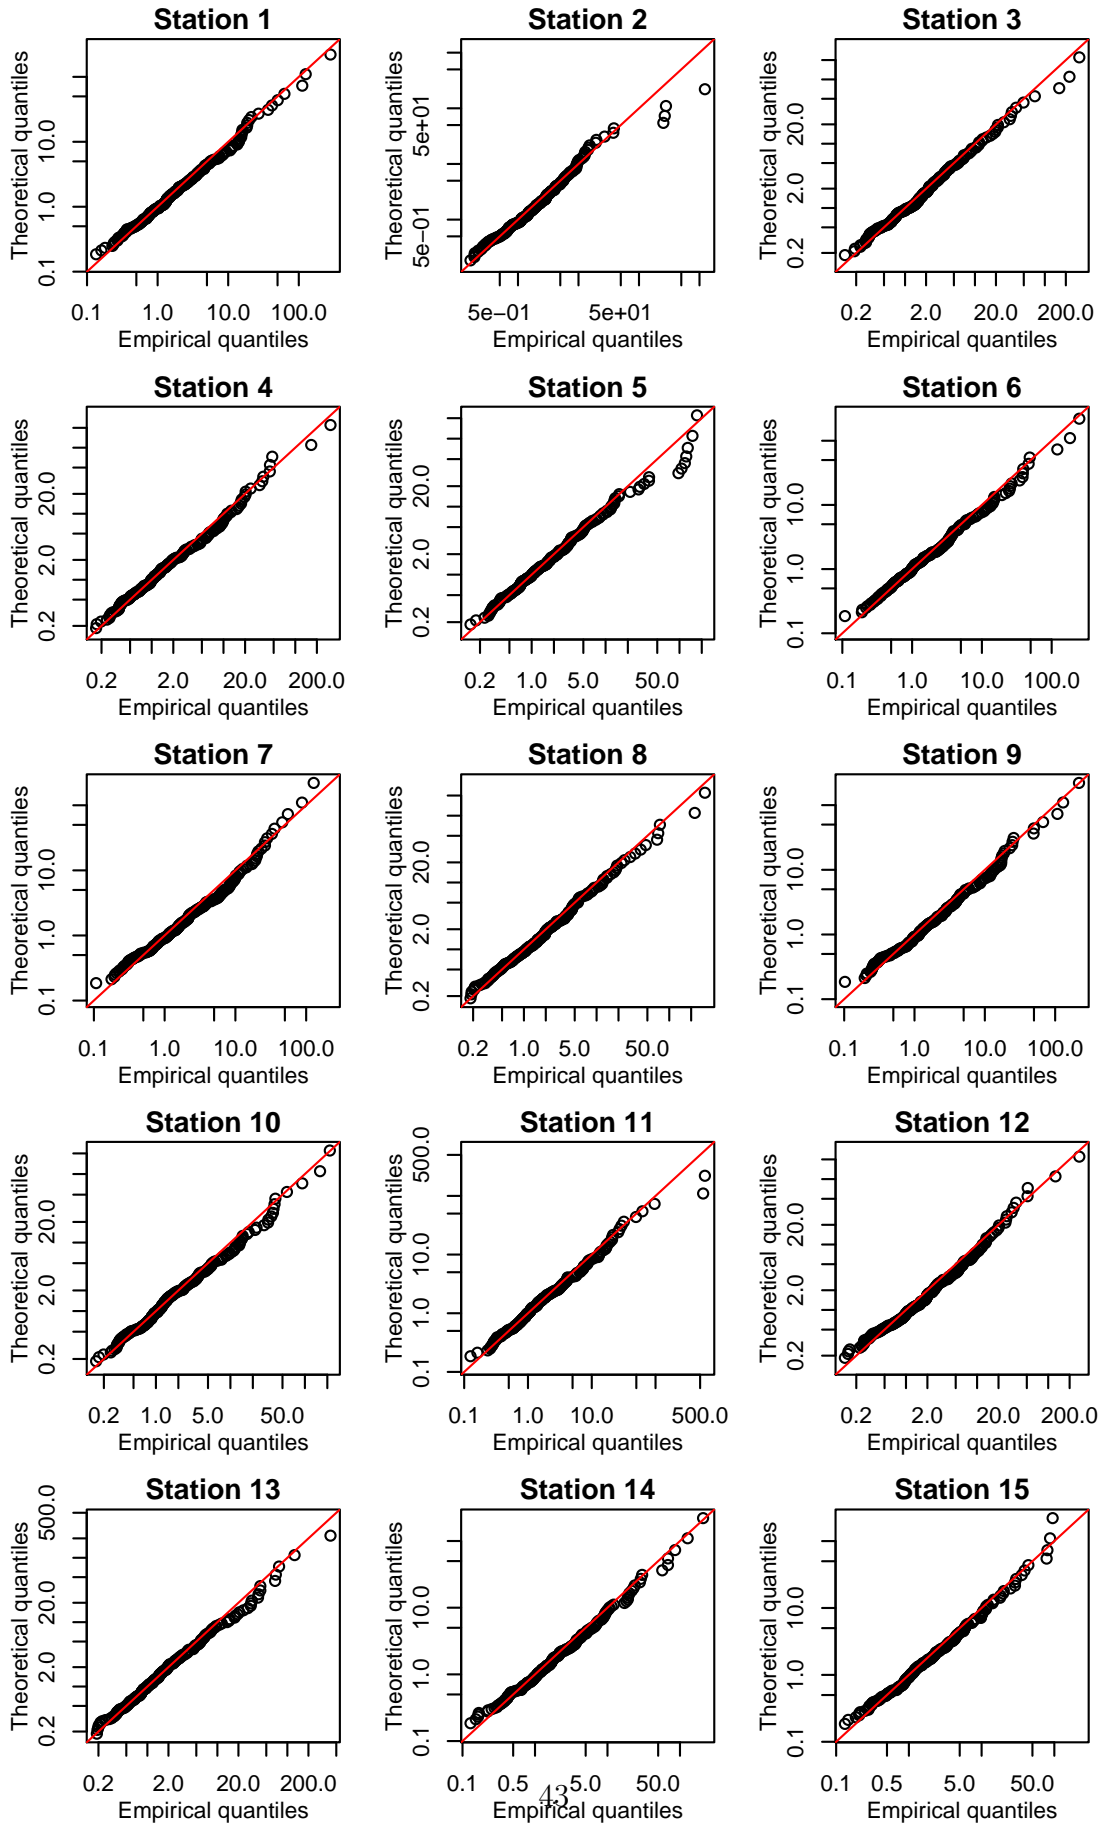 Station 1 Station 2 Station 3
Theoretical quantiles Theoretical quantiles Theoretical quantiles
0.1 1.0 10.0
5e−01 5e+01
0.2 2.0 20.0
0.1 1.0 10.0 100.0 5e−01 5e+01 0.2 2.0 20.0 200.0
Empirical quantiles Empirical quantiles Empirical quantiles
Station 4 Station 5 Station 6
Theoretical quantiles Theoretical quantiles Theoretical quantiles
0.2 2.0 20.0
0.2 2.0 20.0
0.1 1.0 10.0
0.2 2.0 20.0 200.0 0.2 1.0 5.0 50.0 0.1 1.0 10.0 100.0
Empirical quantiles Empirical quantiles Empirical quantiles
Station 7 Station 8 Station 9
Theoretical quantiles Theoretical quantiles Theoretical quantiles
0.1 1.0 10.0
0.2 2.0 20.0
0.1 1.0 10.0
0.1 1.0 10.0 100.0 0.2 1.0 5.0 50.0 0.1 1.0 10.0 100.0
Empirical quantiles Empirical quantiles Empirical quantiles
Station 10 Station 11 Station 12
Theoretical quantiles Theoretical quantiles Theoretical quantiles
0.2 2.0 20.0
0.1 1.0 10.0 500.0
0.2 2.0 20.0
0.2 1.0 5.0 50.0 0.1 1.0 10.0 500.0 0.2 2.0 20.0 200.0
Empirical quantiles Empirical quantiles Empirical quantiles
Station 13 Station 14 Station 15
Theoretical quantiles Theoretical quantiles Theoretical quantiles
0.2 2.0 20.0 500.0
0.1 1.0 10.0
0.1 1.0 10.0
0.2 2.0 20.0 200.0 0.1 0.5 5.0 50.0 0.1 0.5 5.0 50.0
Empirical quantiles Empirical quantiles Empirical quantiles
43